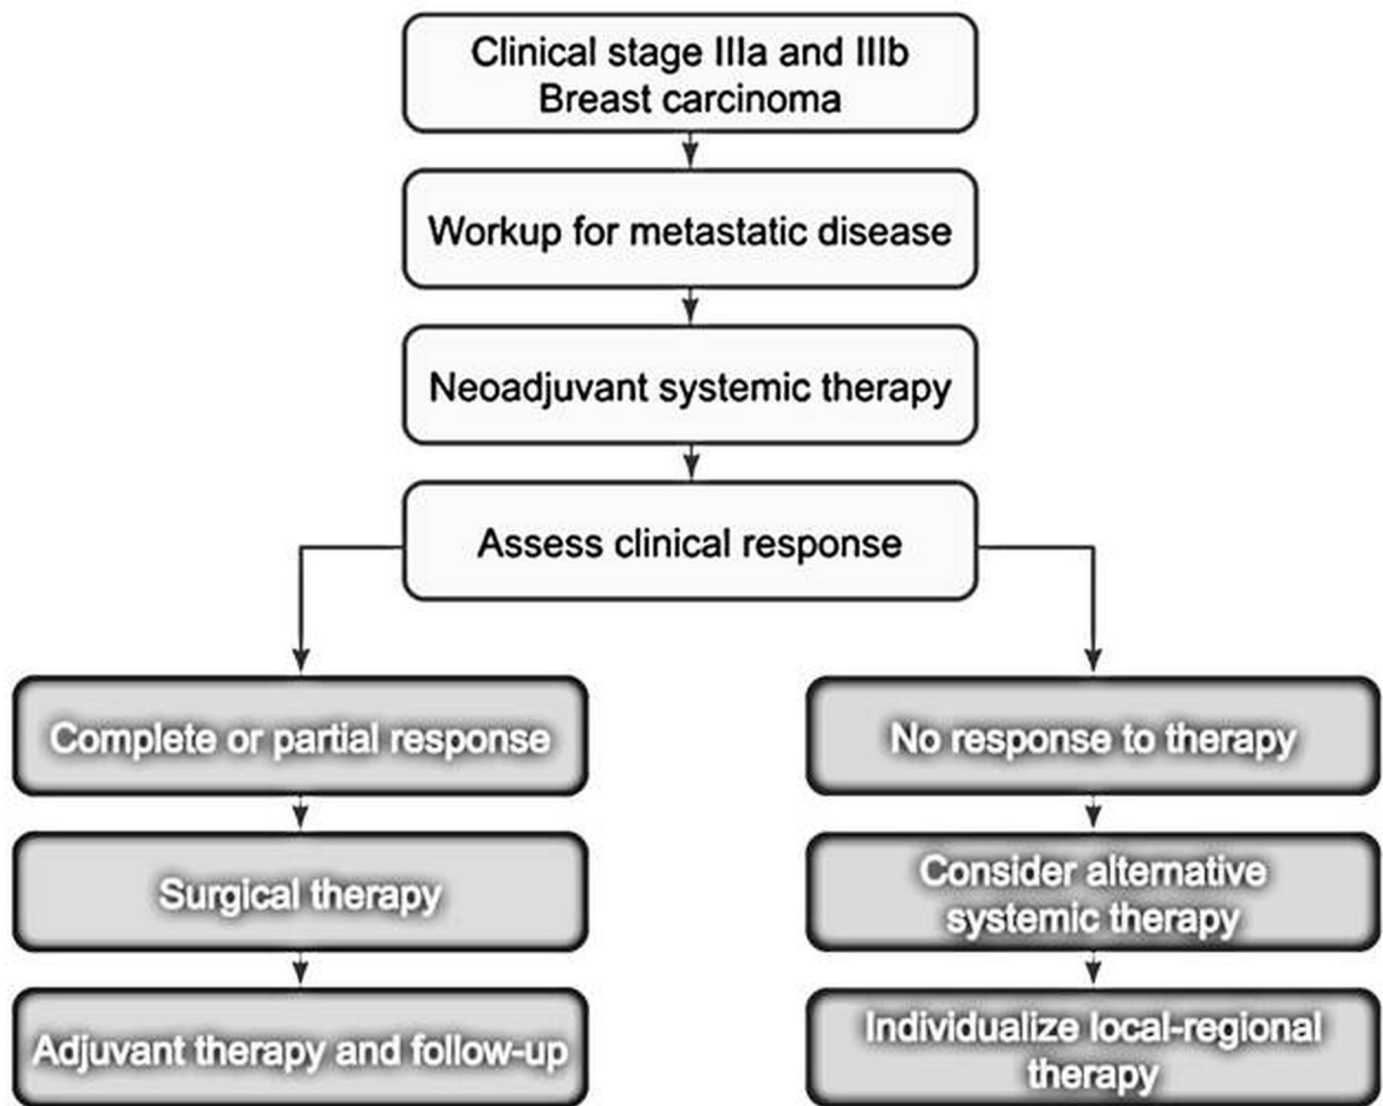 Clinical stage IIIa and IIIb
Breast carcinoma
Workup for metastatic disease
Neoadjuvant systemic therapy
Assess clinical response
Complete or partial response
No response to therapy
Surgical therapy
Consider alternative
systemic therapy
Adjuvant therapy and follow-up
Individualize local-regional
therapy